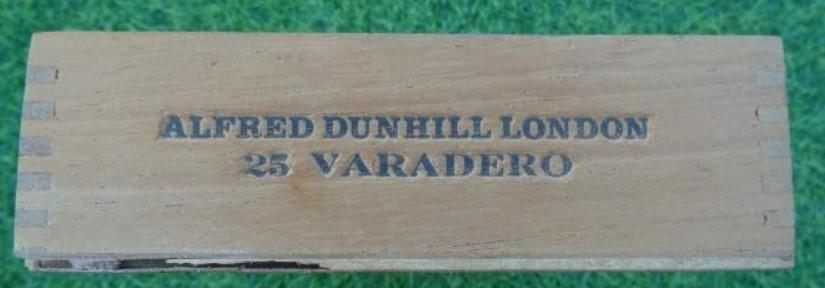 ALFRED DUNHILL LONDON
25 VARADERO